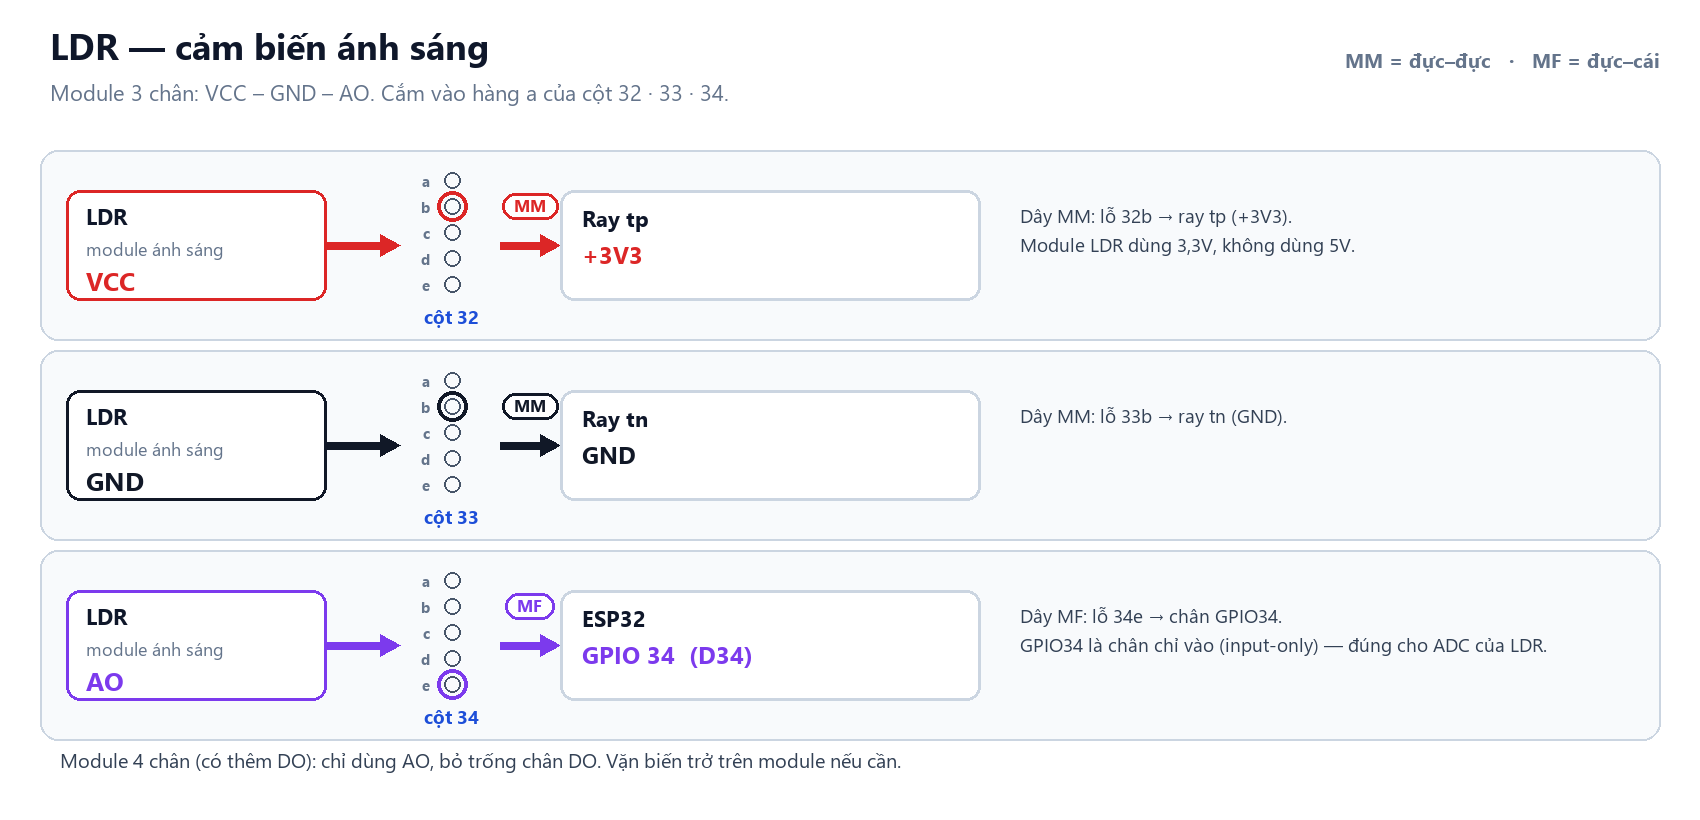 LDR — cảm biến ánh sáng
MM = đực–đực · MF = đực–cái
Module 3 chân: VCC – GND – AO. Cắm vào hàng a của cột 32 · 33 · 34.
LDR
module ánh sáng
VCC
a
b
c
d
e
cột 32
MM
Ray tp
+3V3
Dây MM: lỗ 32b → ray tp (+3V3).
Module LDR dùng 3,3V, không dùng 5V.
LDR
module ánh sáng
GND
a
b
c
d
e
cột 33
MM
Ray tn
GND
Dây MM: lỗ 33b → ray tn (GND).
LDR
module ánh sáng
AO
a
b
c
d
e
cột 34
MF
ESP32
GPIO 34 (D34)
Dây MF: lỗ 34e → chân GPIO34.
GPIO34 là chân chỉ vào (input-only) — đúng cho ADC của LDR.
Module 4 chân (có thêm DO): chỉ dùng AO, bỏ trống chân DO. Vặn biến trở trên module nếu cần.